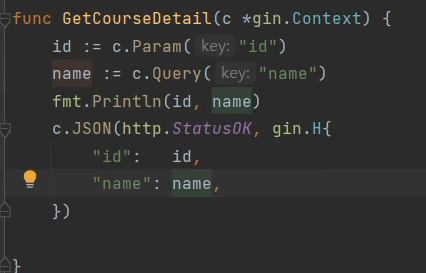 func GetCourseDetail(c *gin.Context) {
    id := c.Param( key: "id")
    name := c.Query( key: "name")
    fmt.Println(id, name)
    c.JSON(http.StatusOK, gin.H{
        "id":   id,
        "name": name,
    })
}